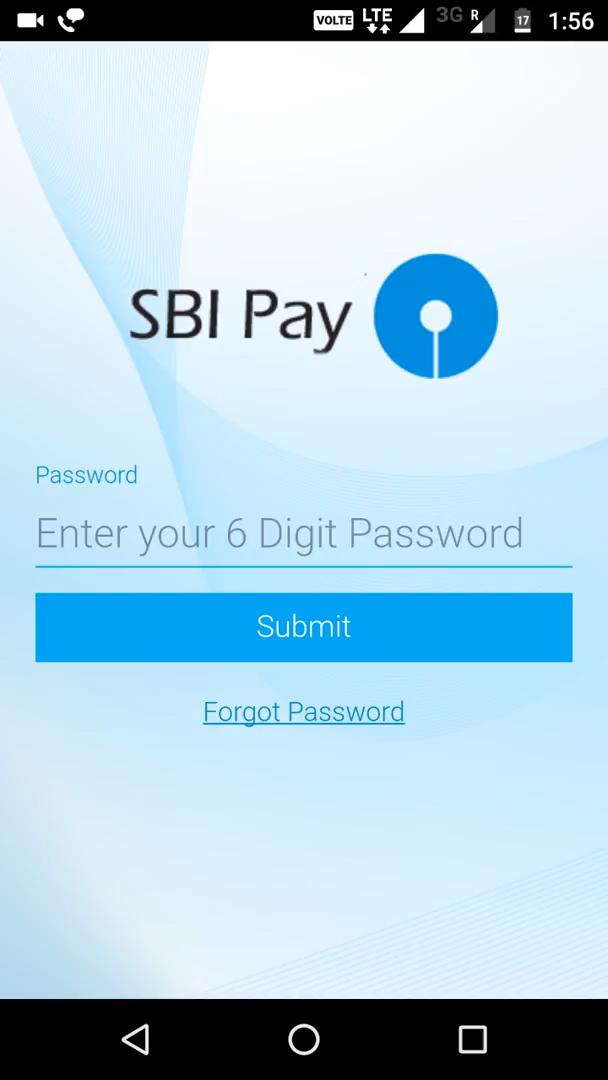 VOLTE LTE 3G R 17 1:56
SBI Pay
Password
Enter your 6 Digit Password
Submit
Forgot Password